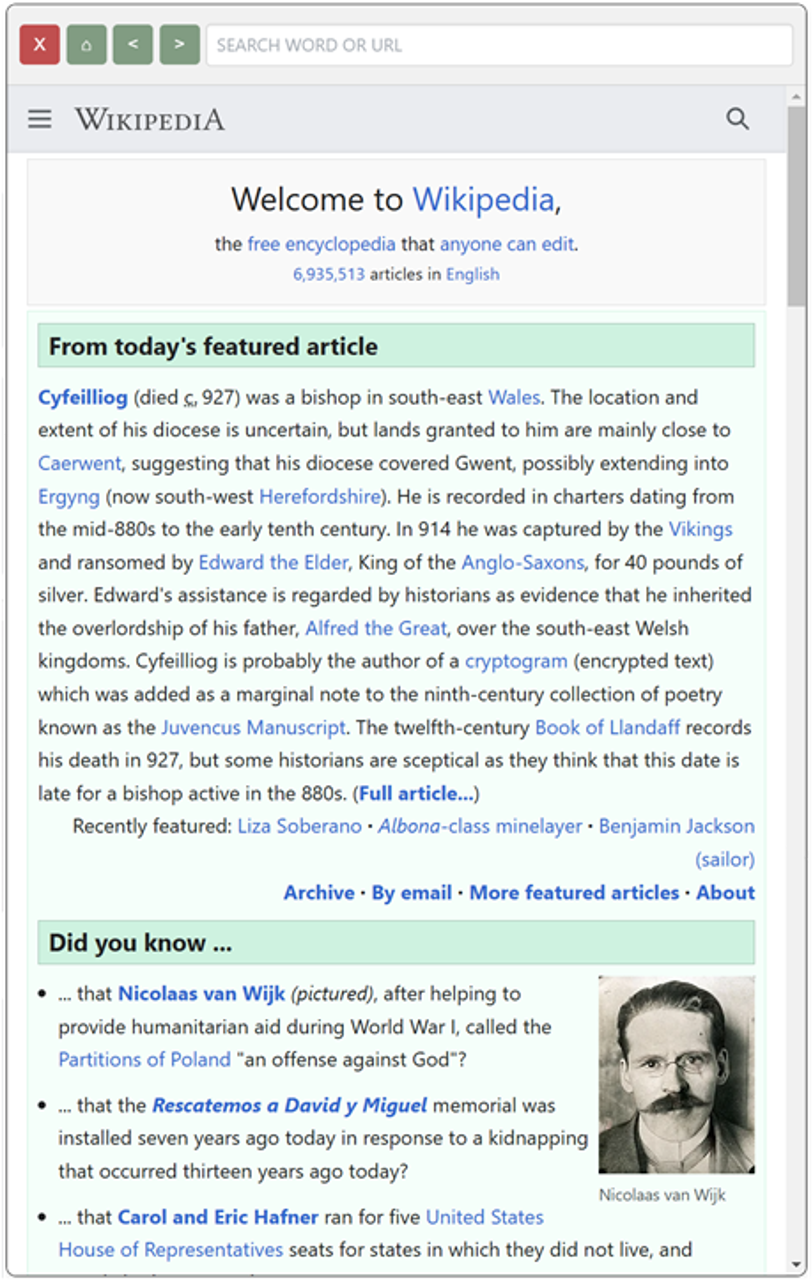 X ⌂ < > SEARCH WORD OR URL
WIKIPEDIA
Welcome to Wikipedia,
the free encyclopedia that anyone can edit.
6,935,513 articles in English
From today's featured article
Cyfeilliog (died c. 927) was a bishop in south-east Wales. The location and
extent of his diocese is uncertain, but lands granted to him are mainly close to
Caerwent, suggesting that his diocese covered Gwent, possibly extending into
Ergyng (now south-west Herefordshire). He is recorded in charters dating from
the mid-880s to the early tenth century. In 914 he was captured by the Vikings
and ransomed by Edward the Elder, King of the Anglo-Saxons, for 40 pounds of
silver. Edward's assistance is regarded by historians as evidence that he inherited
the overlordship of his father, Alfred the Great, over the south-east Welsh
kingdoms. Cyfeilliog is probably the author of a cryptogram (encrypted text)
which was added as a marginal note to the ninth-century collection of poetry
known as the Juvencus Manuscript. The twelfth-century Book of Llandaff records
his death in 927, but some historians are sceptical as they think that this date is
late for a bishop active in the 880s. (Full article...)
Recently featured: Liza Soberano · Albona-class minelayer · Benjamin Jackson
(sailor)
Archive · By email · More featured articles · About
Did you know ...
• ... that Nicolaas van Wijk (pictured), after helping to
provide humanitarian aid during World War I, called the
Partitions of Poland "an offense against God"?
• ... that the Rescatemos a David y Miguel memorial was
installed seven years ago today in response to a kidnapping
that occurred thirteen years ago today?
Nicolaas van Wijk
• ... that Carol and Eric Hafner ran for five United States
House of Representatives seats for states in which they did not live, and